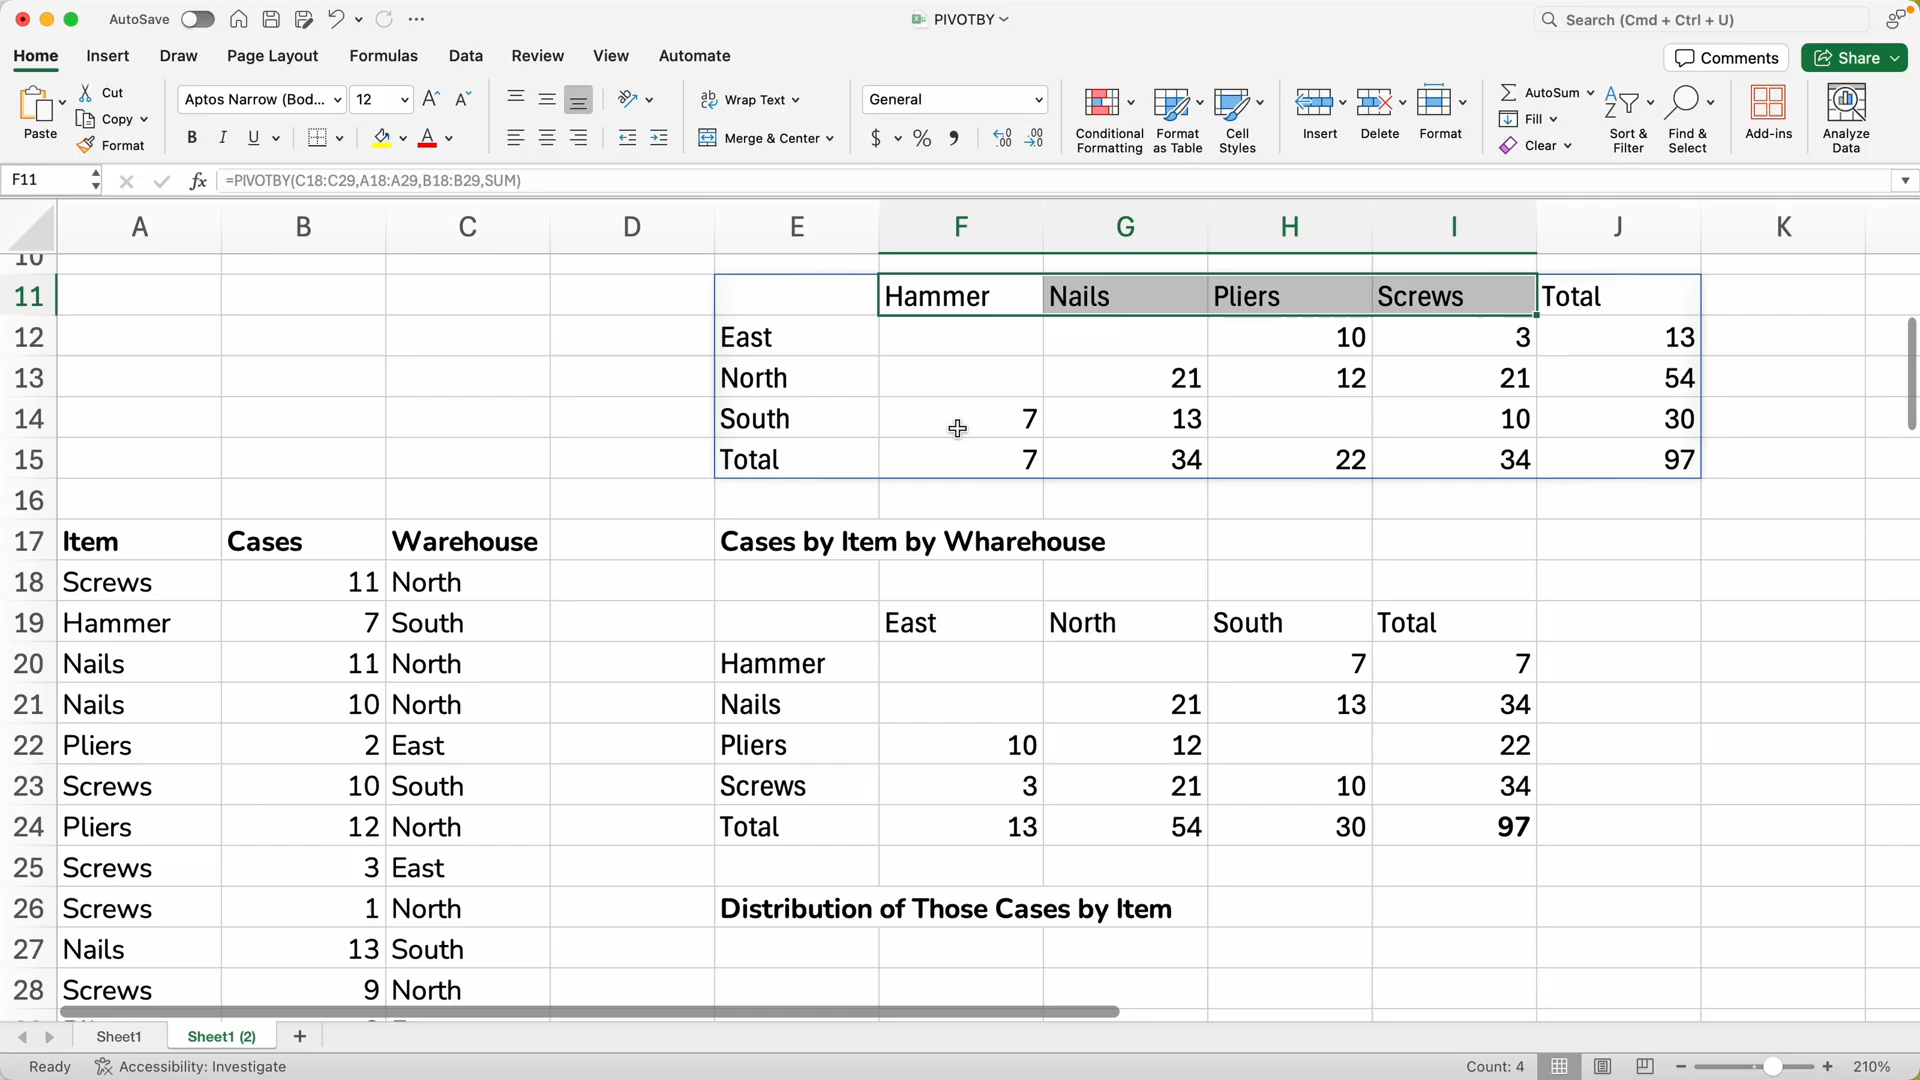 AutoSave
PIVOTBY
Search (Cmd + Ctrl + U)
Home Insert Draw Page Layout Formulas Data Review View Automate
Comments Share
Paste
Cut
Copy
Format
Aptos Narrow (Bod... 12
B I U
Wrap Text
Merge & Center
General
$ %
Conditional Formatting
Format as Table
Cell Styles
Insert
Delete
Format
AutoSum
Fill
Clear
Sort & Filter
Find & Select
Add-ins
Analyze Data
F11 fx =PIVOTBY(C18:C29,A18:A29,B18:B29,SUM)
A B C D E F G H I J K
10
11 Hammer Nails Pliers Screws Total
12 East 10 3 13
13 North 21 12 21 54
14 South 7 13 10 30
15 Total 7 34 22 34 97
16
17 Item Cases Warehouse Cases by Item by Wharehouse
18 Screws 11 North
19 Hammer 7 South East North South Total
20 Nails 11 North Hammer 7 7
21 Nails 10 North Nails 21 13 34
22 Pliers 2 East Pliers 10 12 22
23 Screws 10 South Screws 3 21 10 34
24 Pliers 12 North Total 13 54 30 97
25 Screws 3 East
26 Screws 1 North Distribution of Those Cases by Item
27 Nails 13 South
28 Screws 9 North
Sheet1 Sheet1 (2) +
Ready Accessibility: Investigate Count: 4 − + 210%